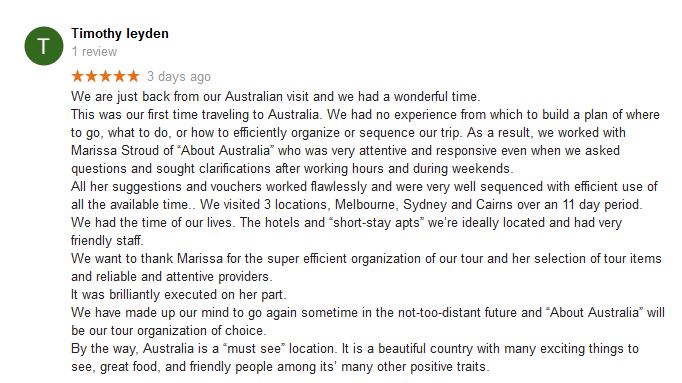 T
Timothy leyden
1 review
3 days ago
We are just back from our Australian visit and we had a wonderful time.
This was our first time traveling to Australia. We had no experience from which to build a plan of where
to go, what to do, or how to efficiently organize or sequence our trip. As a result, we worked with
Marissa Stroud of “About Australia” who was very attentive and responsive even when we asked
questions and sought clarifications after working hours and during weekends.
All her suggestions and vouchers worked flawlessly and were very well sequenced with efficient use of
all the available time.. We visited 3 locations, Melbourne, Sydney and Cairns over an 11 day period.
We had the time of our lives. The hotels and “short-stay apts” we’re ideally located and had very
friendly staff.
We want to thank Marissa for the super efficient organization of our tour and her selection of tour items
and reliable and attentive providers.
It was brilliantly executed on her part.
We have made up our mind to go again sometime in the not-too-distant future and “About Australia” will
be our tour organization of choice.
By the way, Australia is a “must see” location. It is a beautiful country with many exciting things to
see, great food, and friendly people among its’ many other positive traits.